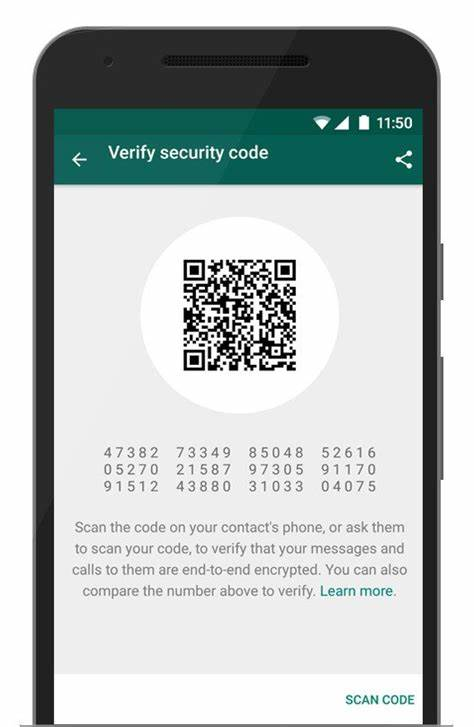 11:50
Verify security code
47382 73349 85048 52616
05270 21587 97305 91170
91512 43880 31033 04075
Scan the code on your contact's phone, or ask them
to scan your code, to verify that your messages and
calls to them are end-to-end encrypted. You can also
compare the number above to verify. Learn more.
SCAN CODE